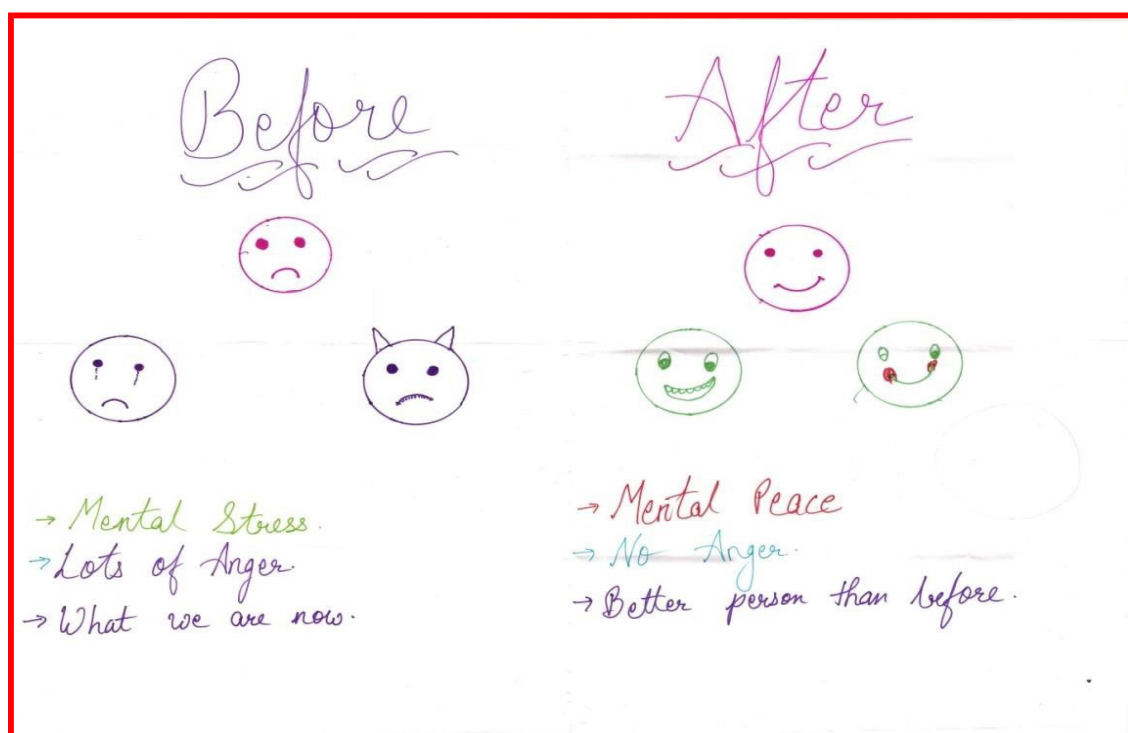 Before
→ Mental Stress.
→ Lots of Anger.
→ What we are now.
After
→ Mental Peace
→ No Anger.
→ Better person than before.